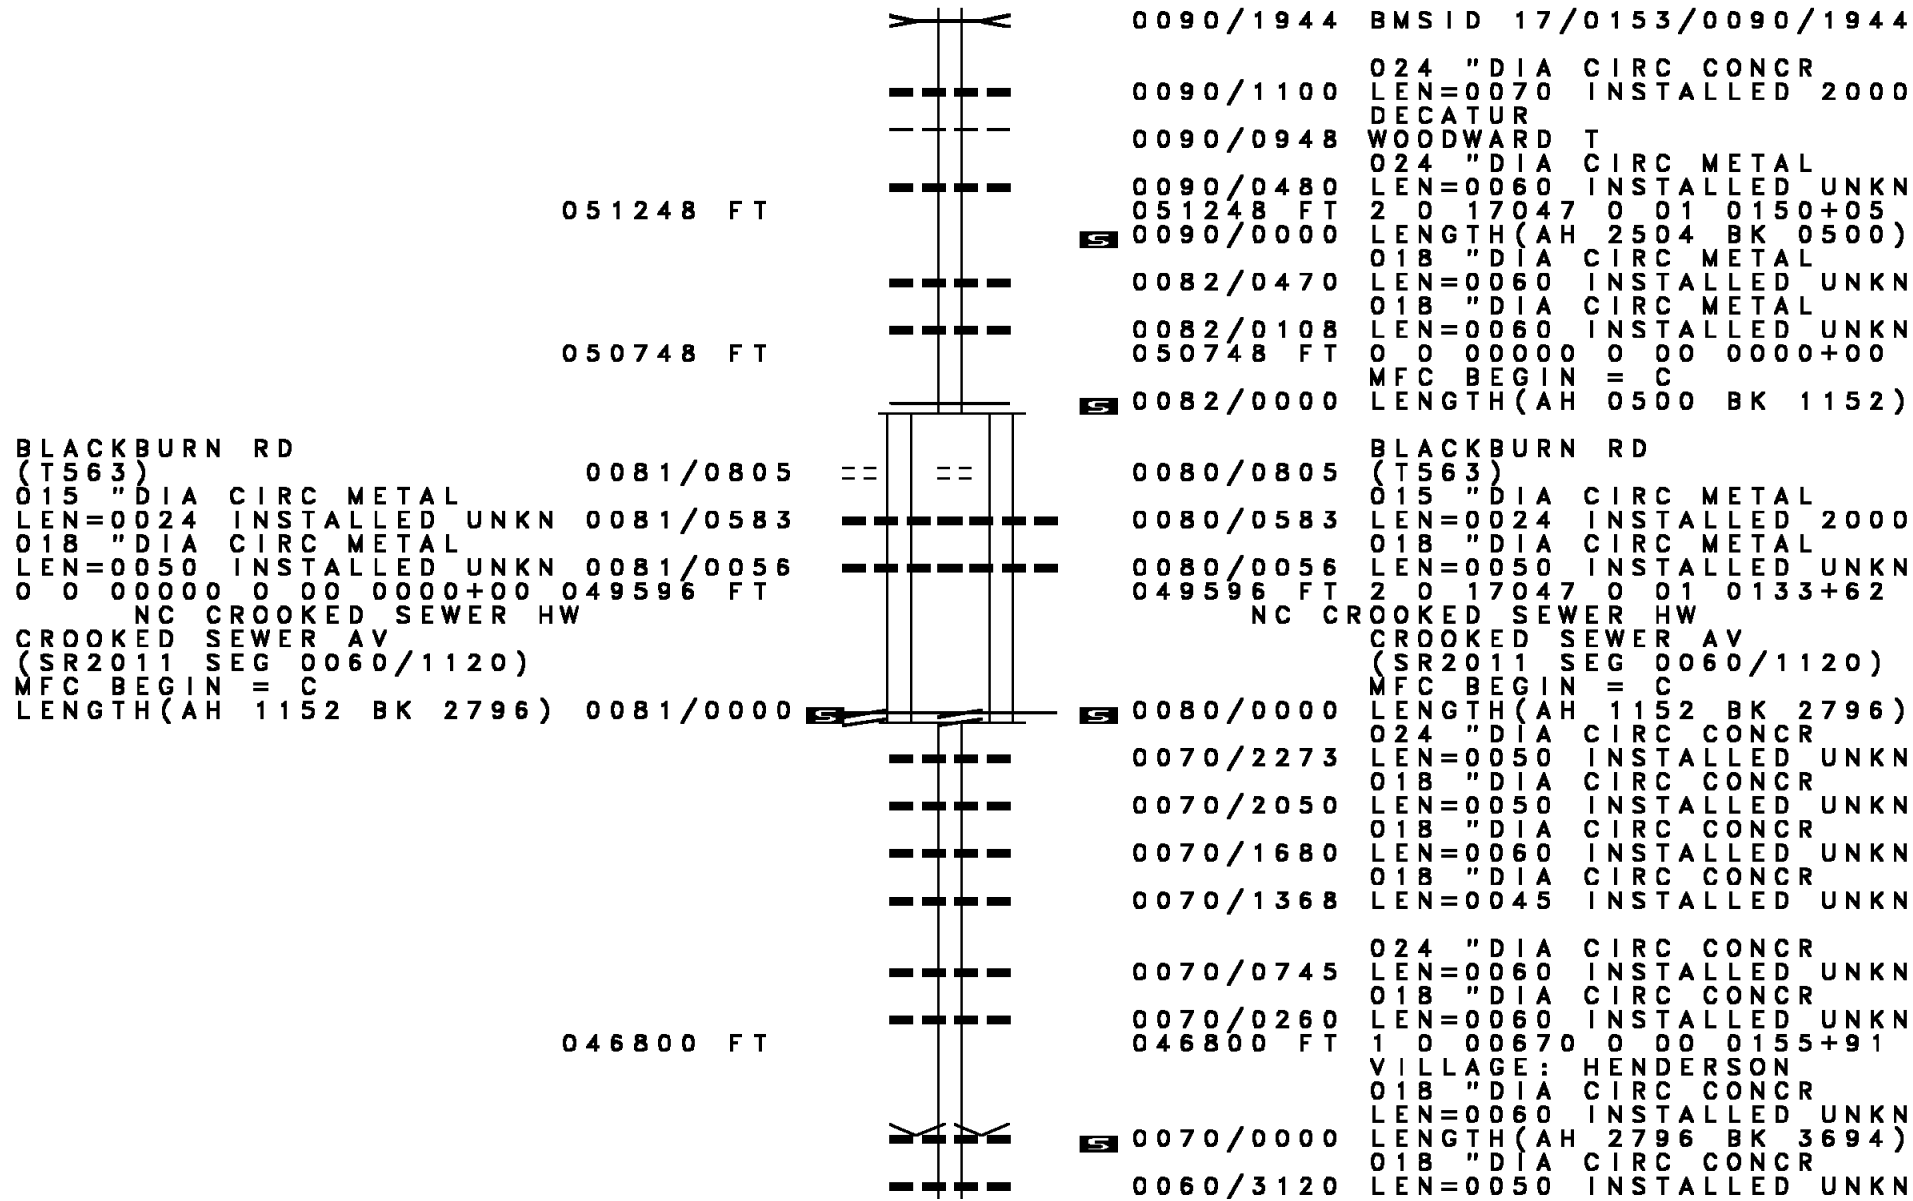 0090/1944 BMSID 17/0153/0090/1944
024 "DIA CIRC CONCR
0090/1100 LEN=0070 INSTALLED 2000
DECATUR
0090/0948 WOODWARD T
024 "DIA CIRC METAL
0090/0480 LEN=0060 INSTALLED UNKN
051248 FT 051248 FT 2 0 17047 0 01 0150+05
S 0090/0000 LENGTH(AH 2504 BK 0500)
018 "DIA CIRC METAL
0082/0470 LEN=0060 INSTALLED UNKN
018 "DIA CIRC METAL
0082/0108 LEN=0060 INSTALLED UNKN
050748 FT 050748 FT 0 0 00000 0 00 0000+00
MFC BEGIN = C
S 0082/0000 LENGTH(AH 0500 BK 1152)
BLACKBURN RD BLACKBURN RD
(T563) 0081/0805 0080/0805 (T563)
015 "DIA CIRC METAL 015 "DIA CIRC METAL
LEN=0024 INSTALLED UNKN 0081/0583 0080/0583 LEN=0024 INSTALLED 2000
018 "DIA CIRC METAL 018 "DIA CIRC METAL
LEN=0050 INSTALLED UNKN 0081/0056 0080/0056 LEN=0050 INSTALLED UNKN
0 0 00000 0 00 0000+00 049596 FT 049596 FT 2 0 17047 0 01 0133+62
NC CROOKED SEWER HW NC CROOKED SEWER HW
CROOKED SEWER AV CROOKED SEWER AV
(SR2011 SEG 0060/1120) (SR2011 SEG 0060/1120)
MFC BEGIN = C MFC BEGIN = C
LENGTH(AH 1152 BK 2796) 0081/0000 S S 0080/0000 LENGTH(AH 1152 BK 2796)
024 "DIA CIRC CONCR
0070/2273 LEN=0050 INSTALLED UNKN
018 "DIA CIRC CONCR
0070/2050 LEN=0050 INSTALLED UNKN
018 "DIA CIRC CONCR
0070/1680 LEN=0060 INSTALLED UNKN
018 "DIA CIRC CONCR
0070/1368 LEN=0045 INSTALLED UNKN
024 "DIA CIRC CONCR
0070/0745 LEN=0060 INSTALLED UNKN
018 "DIA CIRC CONCR
0070/0260 LEN=0060 INSTALLED UNKN
046800 FT 046800 FT 1 0 00670 0 00 0155+91
VILLAGE: HENDERSON
018 "DIA CIRC CONCR
LEN=0060 INSTALLED UNKN
S 0070/0000 LENGTH(AH 2796 BK 3694)
018 "DIA CIRC CONCR
0060/3120 LEN=0050 INSTALLED UNKN